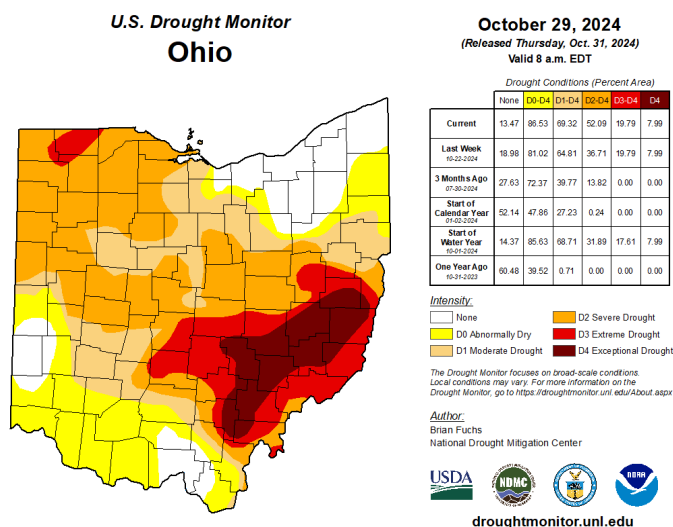 U.S. Drought Monitor
Ohio
October 29, 2024
(Released Thursday, Oct. 31, 2024)
Valid 8 a.m. EDT
Drought Conditions (Percent Area)
None D0-D4 D1-D4 D2-D4 D3-D4 D4
Current 13.47 86.53 69.32 52.09 19.79 7.99
Last Week 18.98 81.02 64.81 36.71 19.79 7.99
10-22-2024
3 Months Ago 27.63 72.37 39.77 13.82 0.00 0.00
07-30-2024
Start of
Calendar Year 52.14 47.86 27.23 0.24 0.00 0.00
01-02-2024
Start of
Water Year 14.37 85.63 68.71 31.89 17.61 7.99
10-01-2024
One Year Ago 60.48 39.52 0.71 0.00 0.00 0.00
10-31-2023
Intensity:
None
D0 Abnormally Dry
D1 Moderate Drought
D2 Severe Drought
D3 Extreme Drought
D4 Exceptional Drought
The Drought Monitor focuses on broad-scale conditions.
Local conditions may vary. For more information on the
Drought Monitor, go to https://droughtmonitor.unl.edu/About.aspx
Author:
Brian Fuchs
National Drought Mitigation Center
USDA
NDMC
NOAA
droughtmonitor.unl.edu